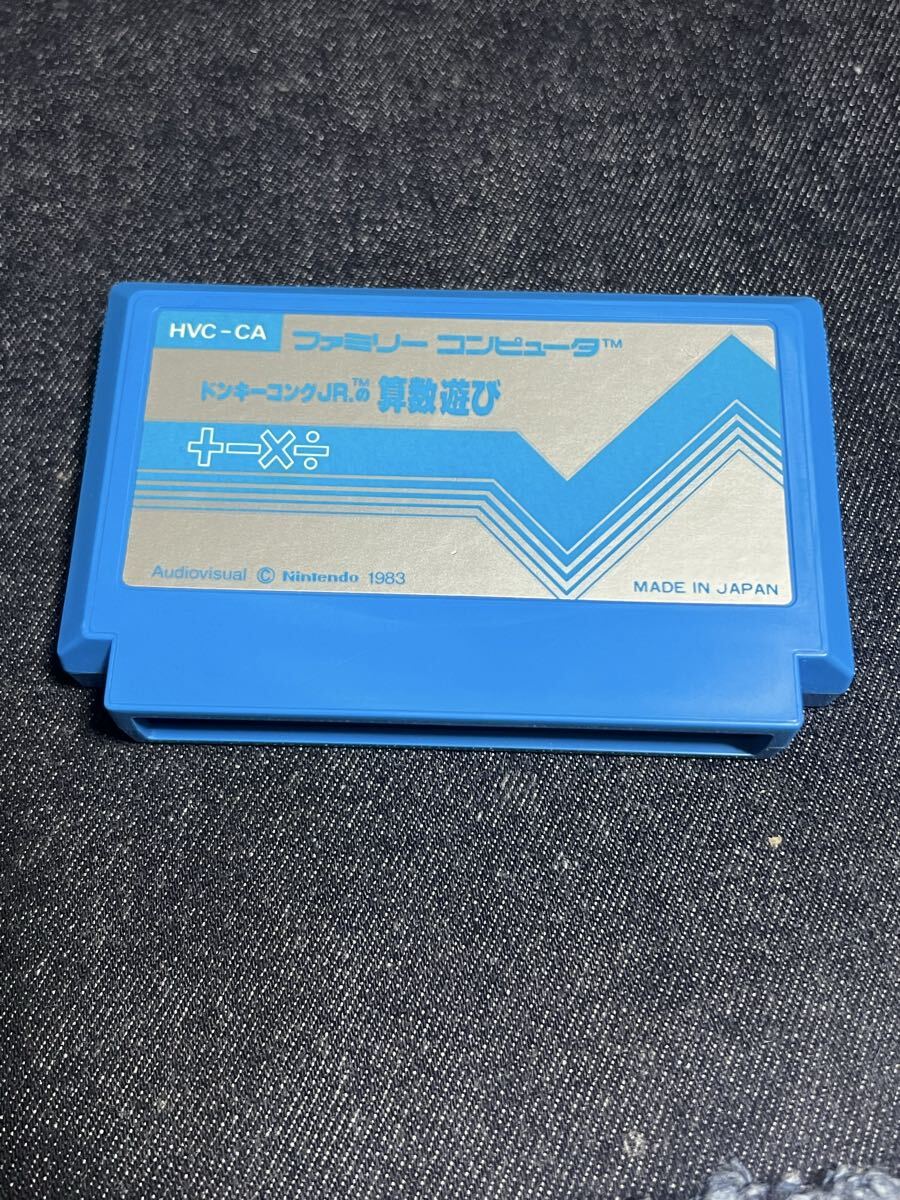 HVC-CA ファミリー コンピュータ™
ドンキーコングJR.™の 算数遊び
+-×÷
Audiovisual © Nintendo 1983
MADE IN JAPAN